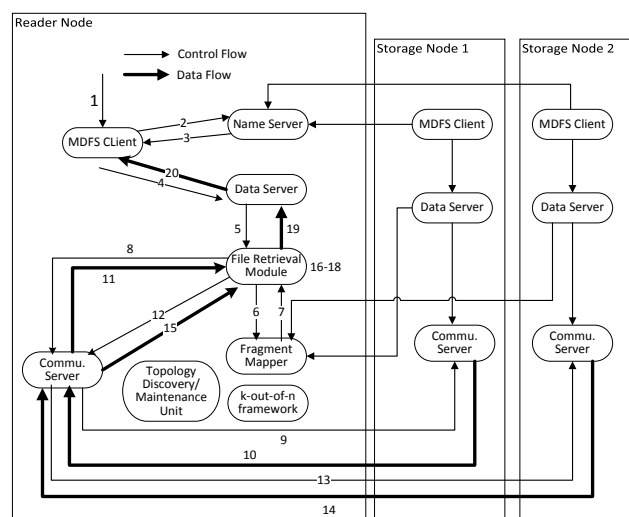 Reader Node
Control Flow
Data Flow
Storage Node 1
Storage Node 2
1
2
3
MDFS CLient
Name Server
MDFS Client
MDFS Client
20
4
Data Server
Data Server
Data Server
5
19
8
File Retrieval
Module
16-18
11
12
15
6
7
Commu.
Server
Fragment
Mapper
Commu.
Server
Commu.
Server
Topology
Discovery/
Maintenance
Unit
k-out-of-n
framework
9
10
13
14